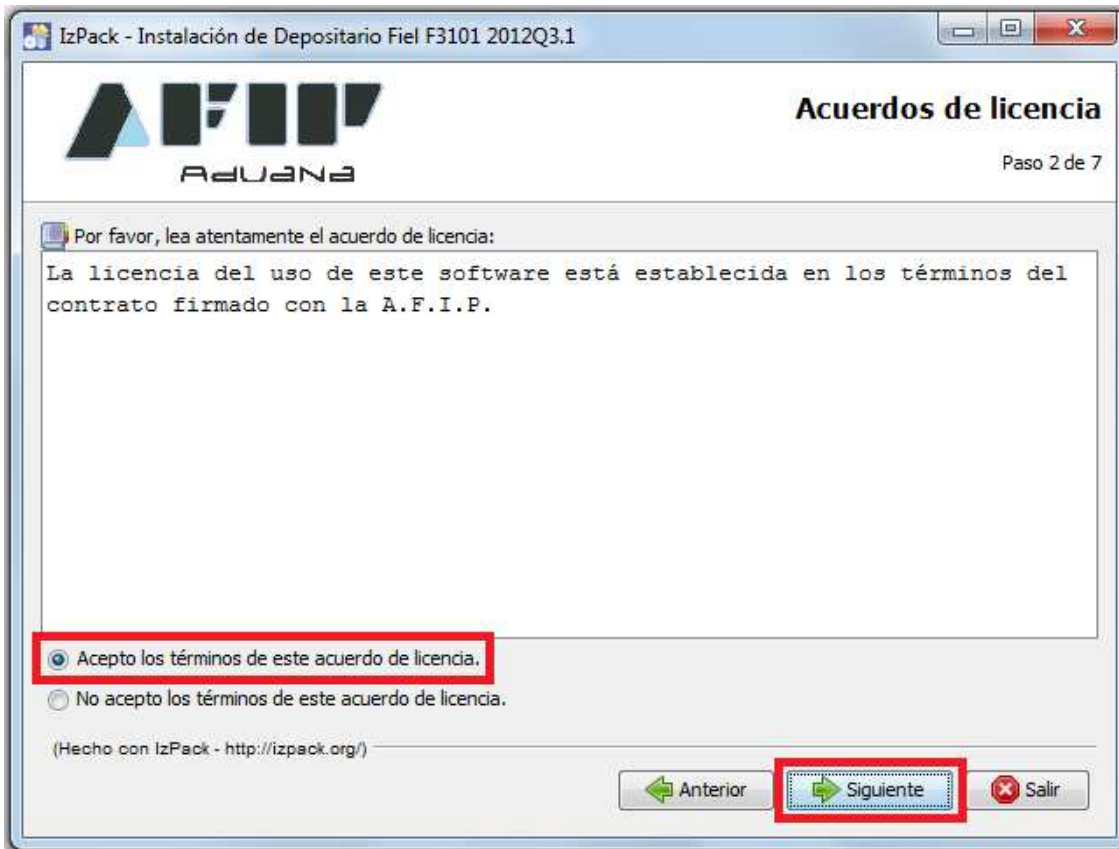 IzPack - Instalación de Depositario Fiel F3101 2012Q3.1
AFIP
Aduana
Acuerdos de licencia
Paso 2 de 7
Por favor, lea atentamente el acuerdo de licencia:
La licencia del uso de este software está establecida en los términos del
contrato firmado con la A.F.I.P.
Acepto los términos de este acuerdo de licencia.
No acepto los términos de este acuerdo de licencia.
(Hecho con IzPack - http://izpack.org/)
Anterior
Siguiente
Salir